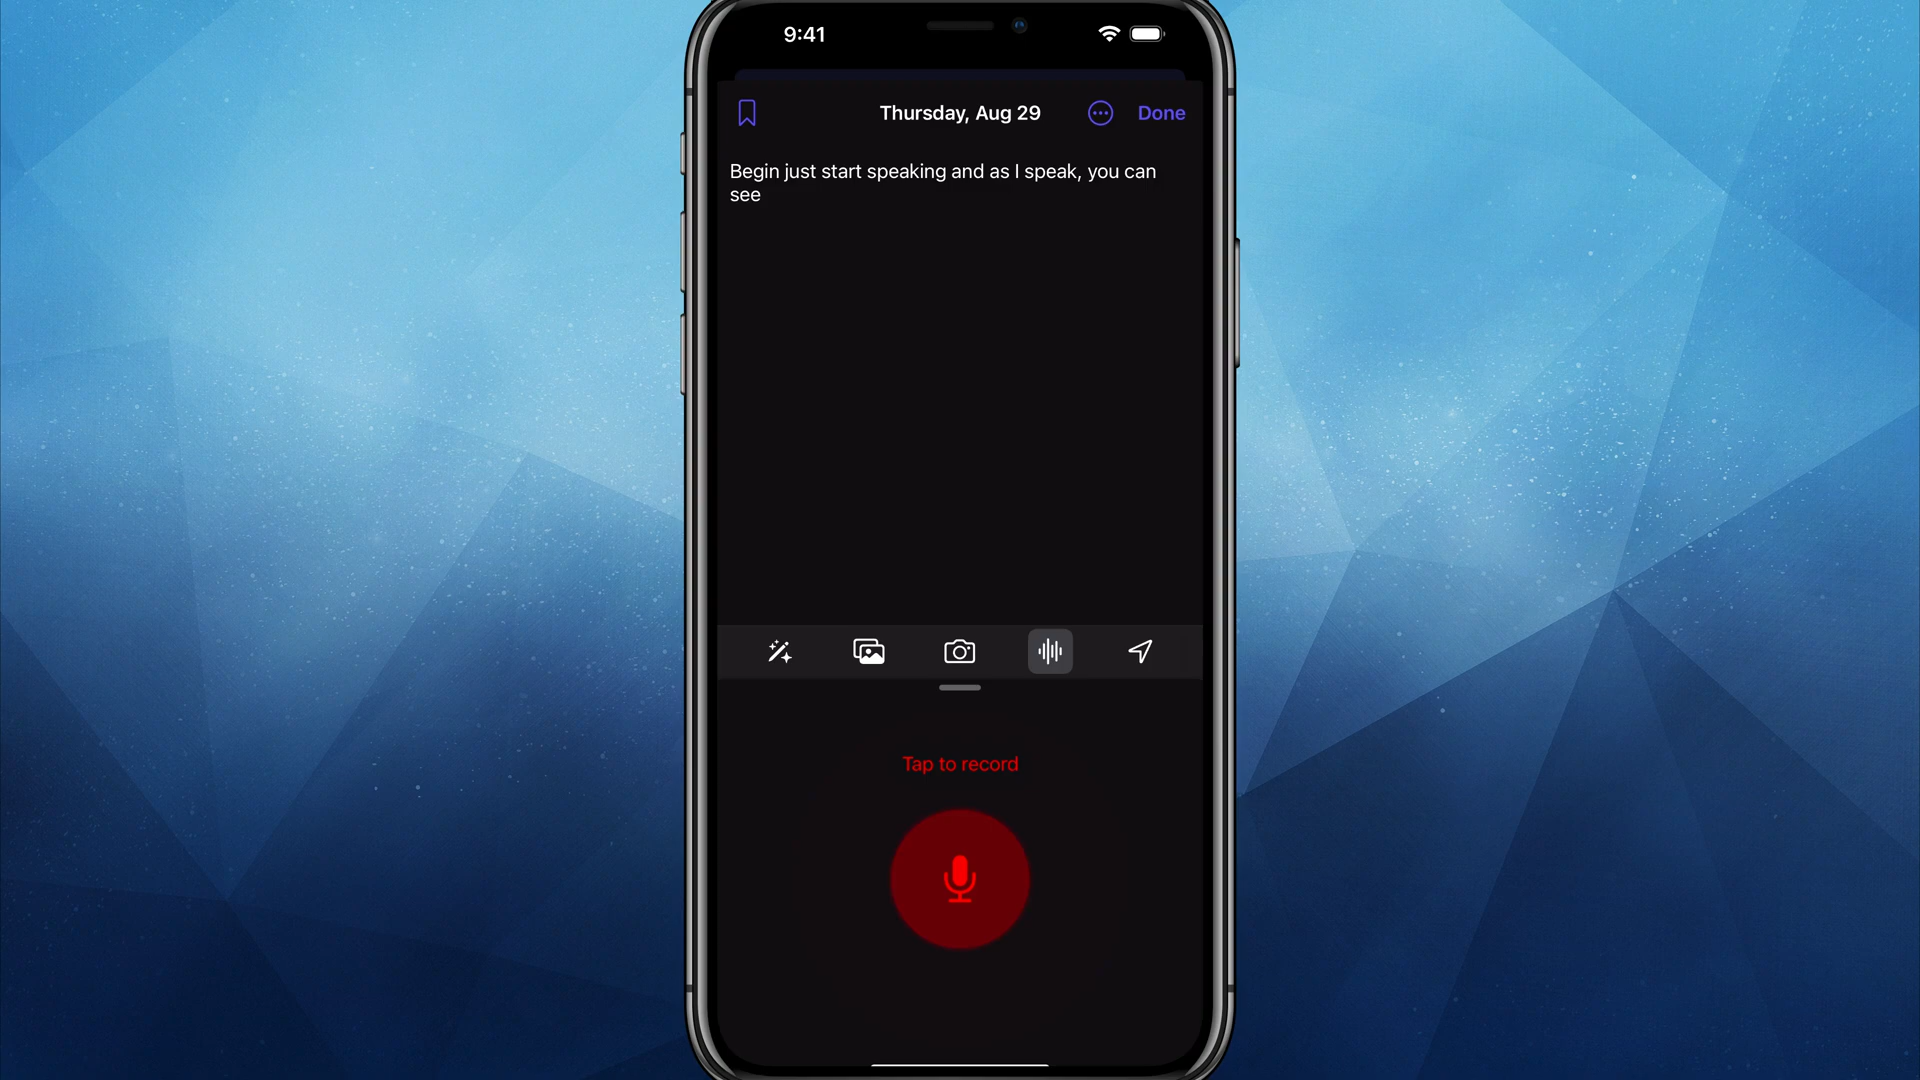 9:41
Thursday, Aug 29
Done
Begin just start speaking and as I speak, you can
see
Tap to record